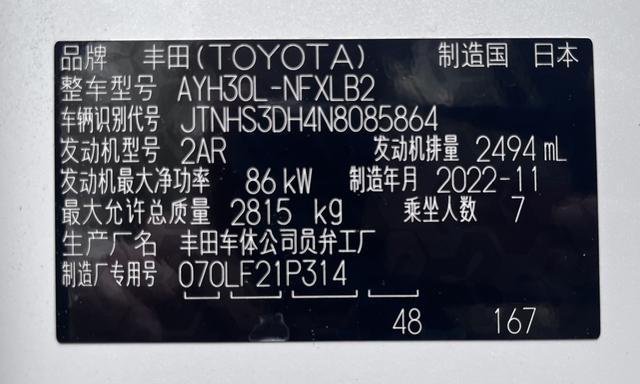 品牌 丰田(TOYOTA) 制造国 日本
整车型号 AYH30L-NFXLB2
车辆识别代号 JTNHS3DH4N8085864
发动机型号 2AR 发动机排量 2494 mL
发动机最大净功率 86 kW 制造年月 2022-11
最大允许总质量 2815 kg 乘坐人数 7
生产厂名 丰田车体公司员弁工厂
制造厂专用号 070LF21P314
48 167